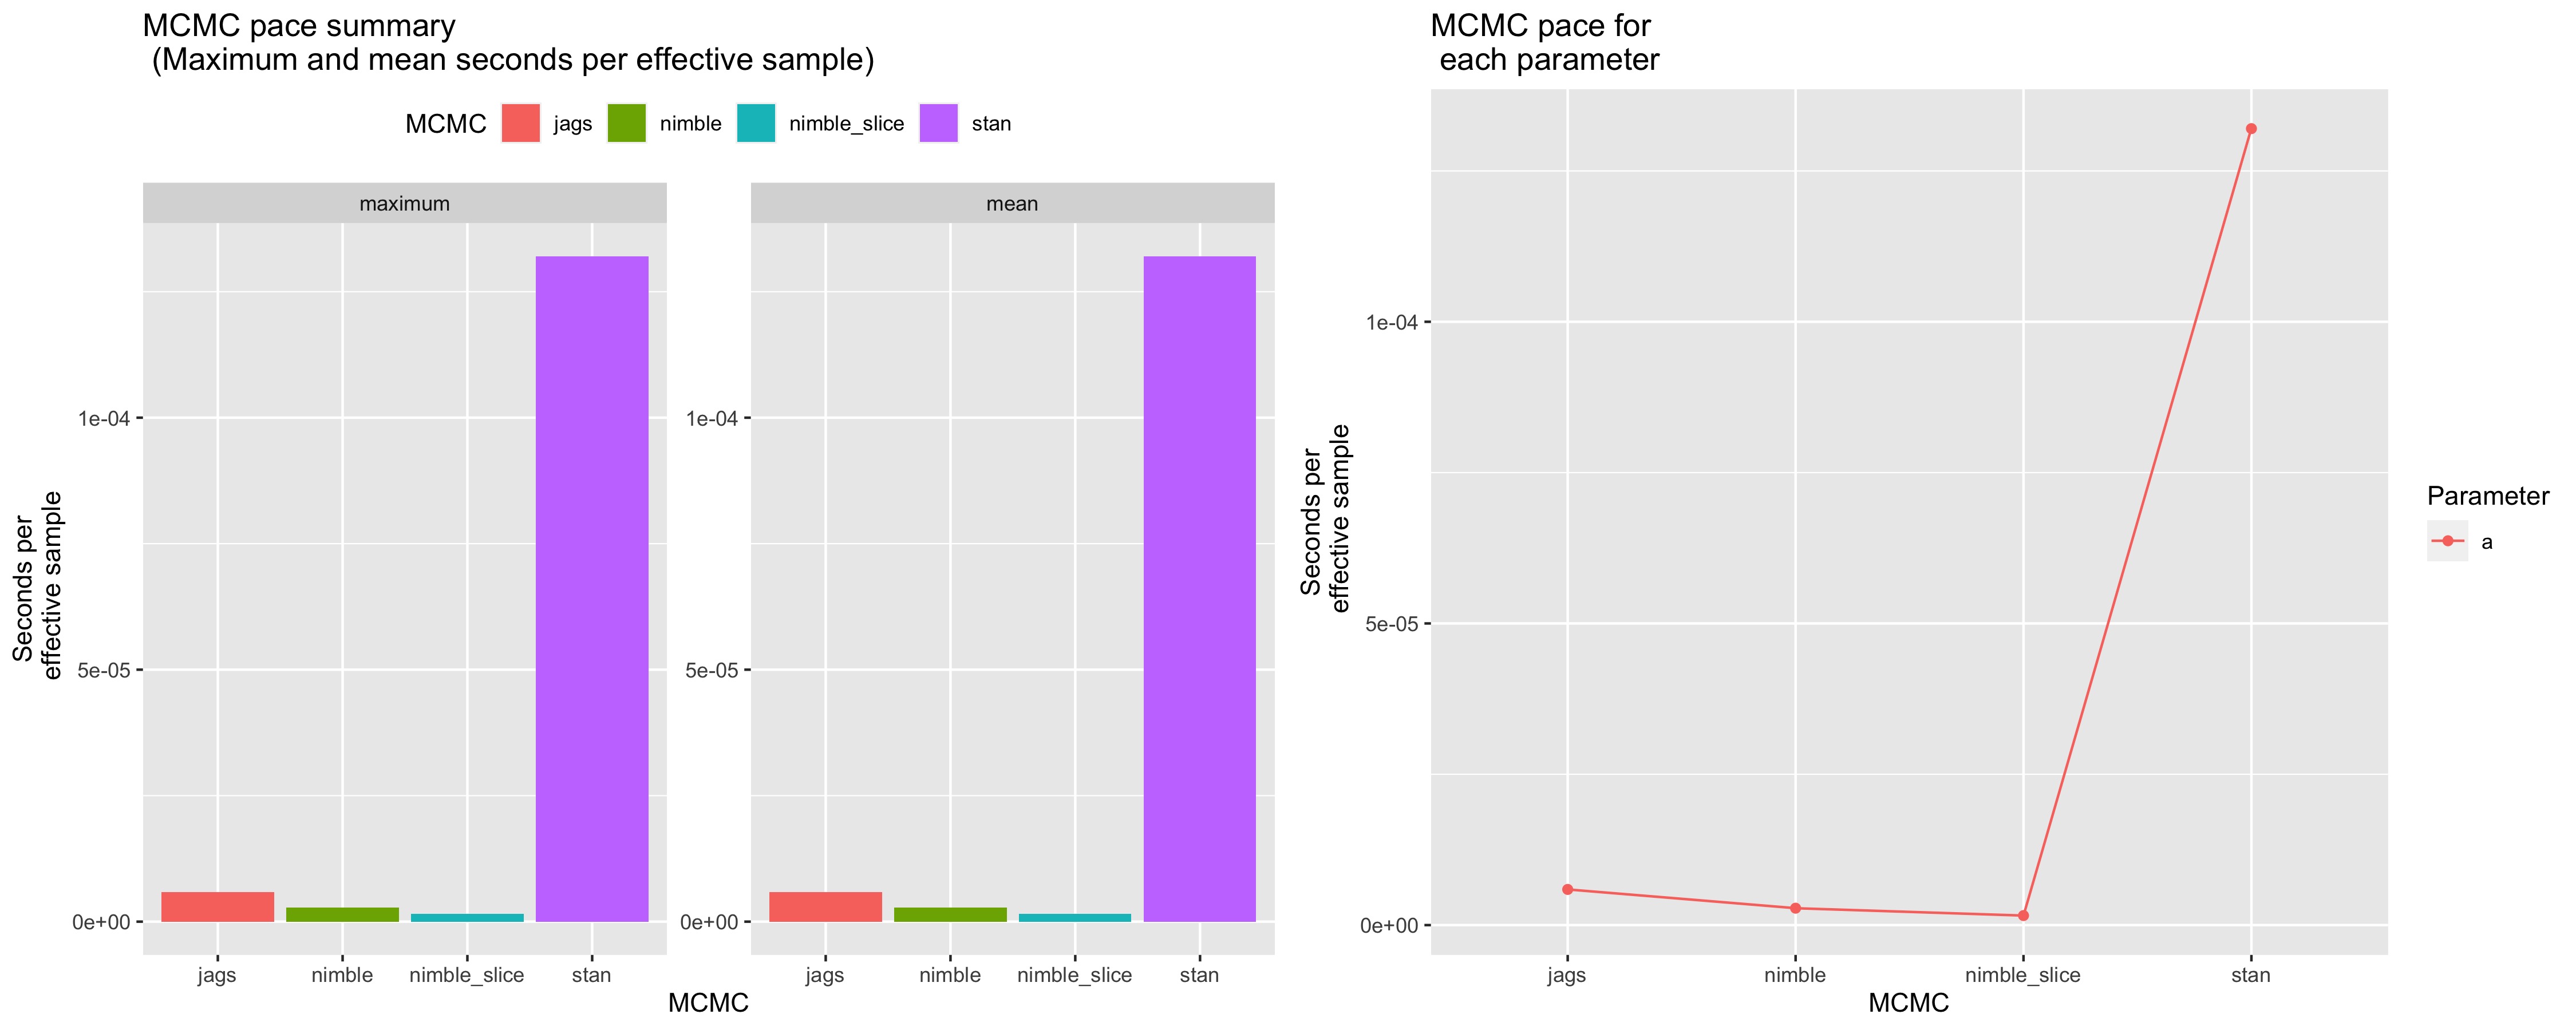 MCMC pace summary
(Maximum and mean seconds per effective sample)
MCMC jags nimble nimble_slice stan
maximum
mean
Seconds per
effective sample
1e-04
5e-05
0e+00
1e-04
5e-05
0e+00
jags nimble nimble_slice stan
jags nimble nimble_slice stan
MCMC
MCMC pace for
each parameter
Seconds per
effective sample
1e-04
5e-05
0e+00
jags nimble nimble_slice stan
MCMC
Parameter
a